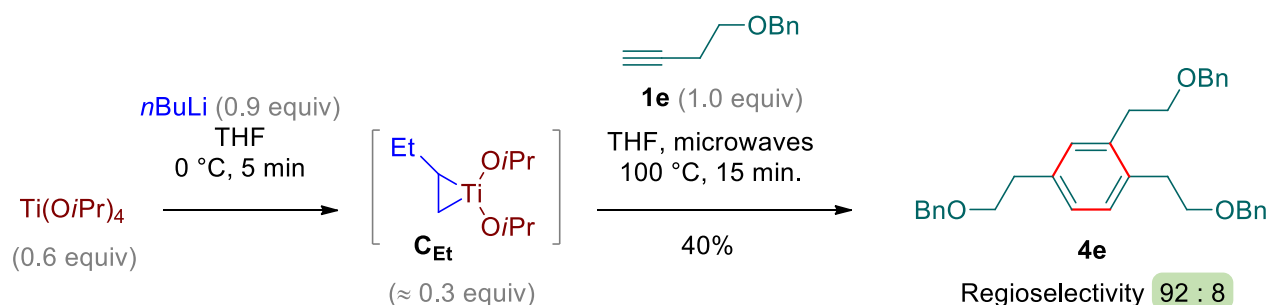 OBn
1e (1.0 equiv)
nBuLi (0.9 equiv)
THF
0 °C, 5 min
Ti(OiPr)4
(0.6 equiv)
Et
OiPr
Ti
OiPr
CEt
(≈ 0.3 equiv)
THF, microwaves
100 °C, 15 min.
40%
OBn
BnO
OBn
4e
Regioselectivity 92 : 8